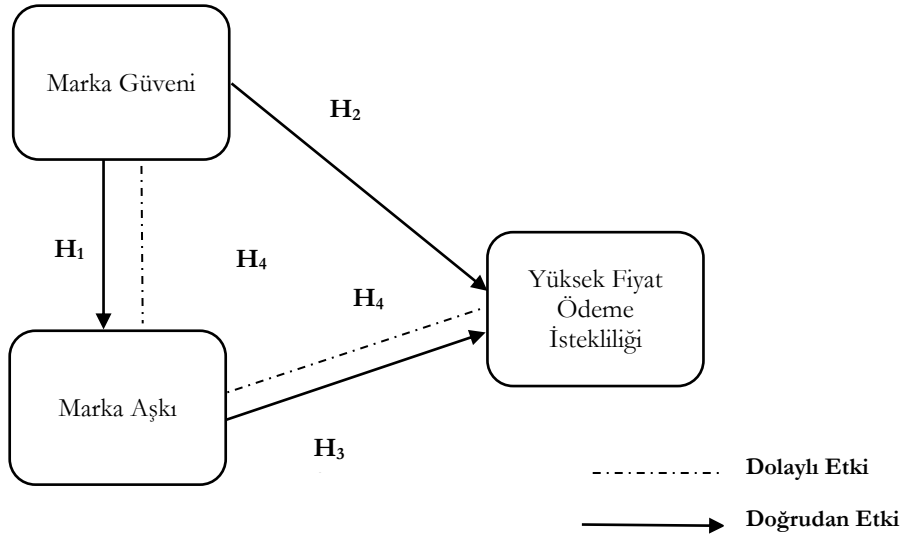 Marka Güveni
H₂
H₁
H₄
H₄
Yüksek Fiyat
Ödeme
İstekliliği
Marka Aşkı
H₃
Dolaylı Etki
Doğrudan Etki